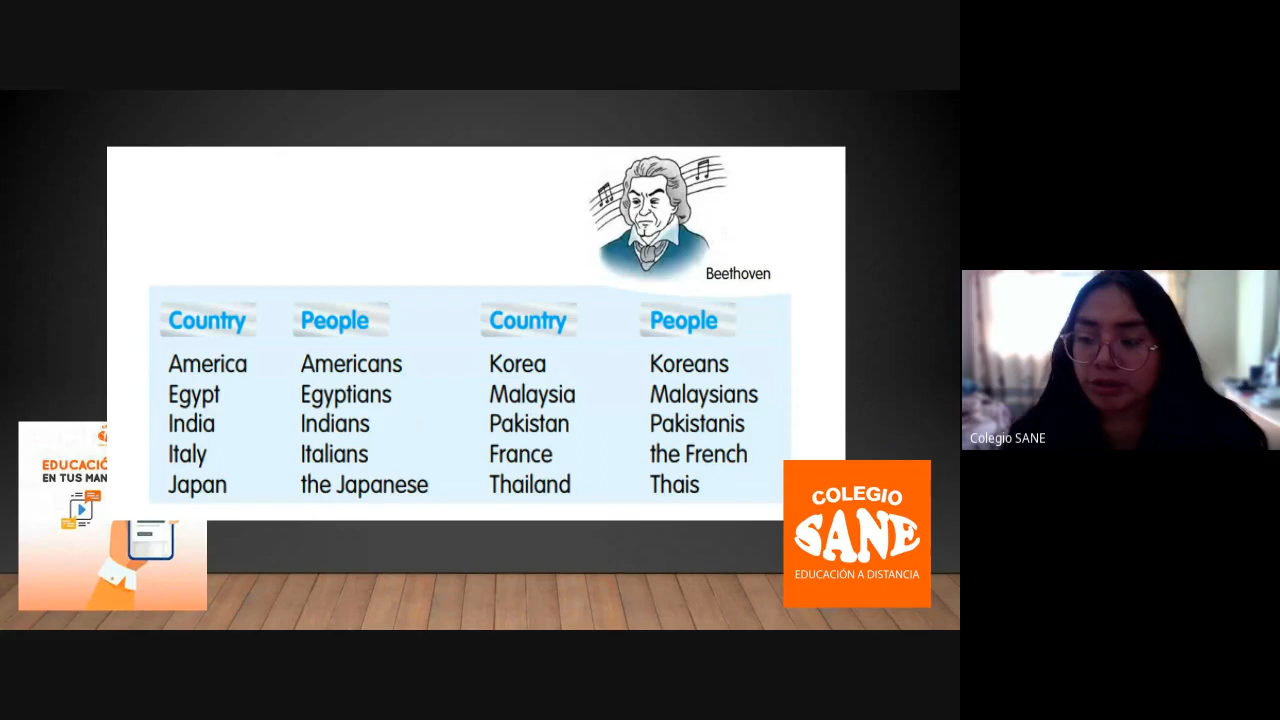 Beethoven
Country People Country People
America Americans Korea Koreans
Egypt Egyptians Malaysia Malaysians
India Indians Pakistan Pakistanis
Italy Italians France the French
Japan the Japanese Thailand Thais
EDUCACIÓ
EN TUS MAN
COLEGIO
SANE
EDUCACIÓN A DISTANCIA
Colegio SANE